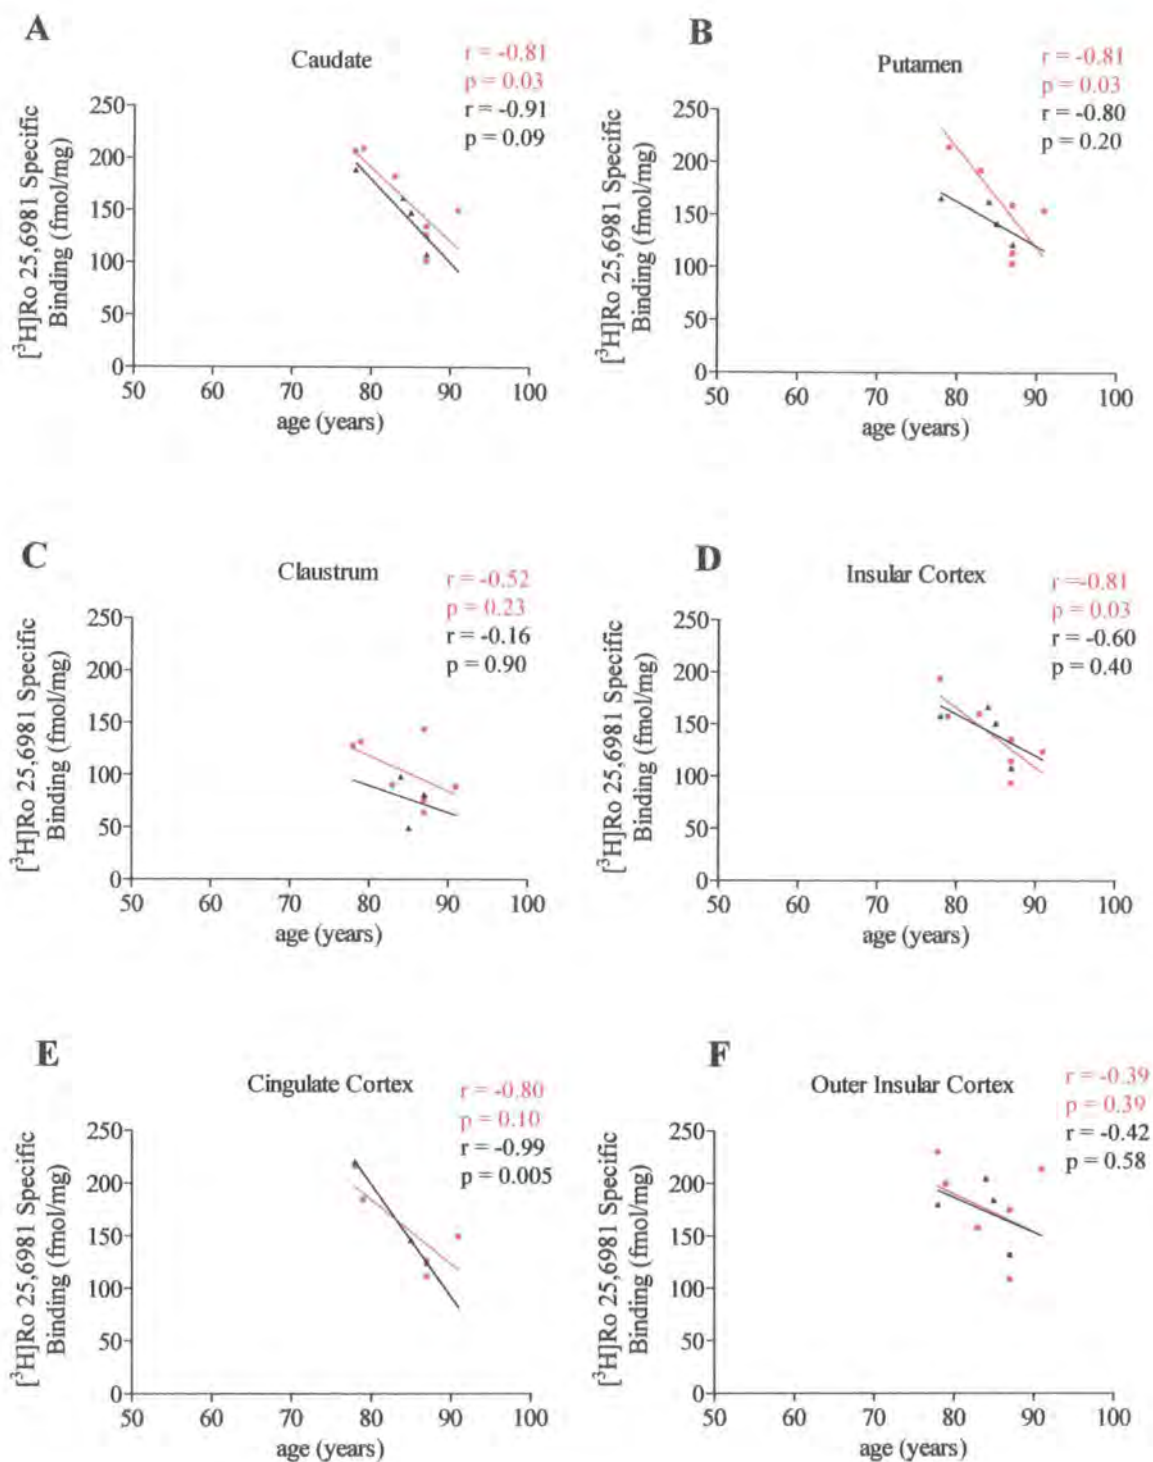 A
Caudate
r = -0.81
p = 0.03
r = -0.91
p = 0.09
[³H]Ro 25,6981 Specific
Binding (fmol/mg)
250
200
150
100
50
0
50 60 70 80 90 100
age (years)
B
Putamen
r = -0.81
p = 0.03
r = -0.80
p = 0.20
[³H]Ro 25,6981 Specific
Binding (fmol/mg)
250
200
150
100
50
0
50 60 70 80 90 100
age (years)
C
Claustrum
r = -0.52
p = 0.23
r = -0.16
p = 0.90
[³H]Ro 25,6981 Specific
Binding (fmol/mg)
250
200
150
100
50
0
50 60 70 80 90 100
age (years)
D
Insular Cortex
r = -0.81
p = 0.03
r = -0.60
p = 0.40
[³H]Ro 25,6981 Specific
Binding (fmol/mg)
250
200
150
100
50
0
50 60 70 80 90 100
age (years)
E
Cingulate Cortex
r = -0.80
p = 0.10
r = -0.99
p = 0.005
[³H]Ro 25,6981 Specific
Binding (fmol/mg)
250
200
150
100
50
0
50 60 70 80 90 100
age (years)
F
Outer Insular Cortex
r = -0.39
p = 0.39
r = -0.42
p = 0.58
[³H]Ro 25,6981 Specific
Binding (fmol/mg)
250
200
150
100
50
0
50 60 70 80 90 100
age (years)